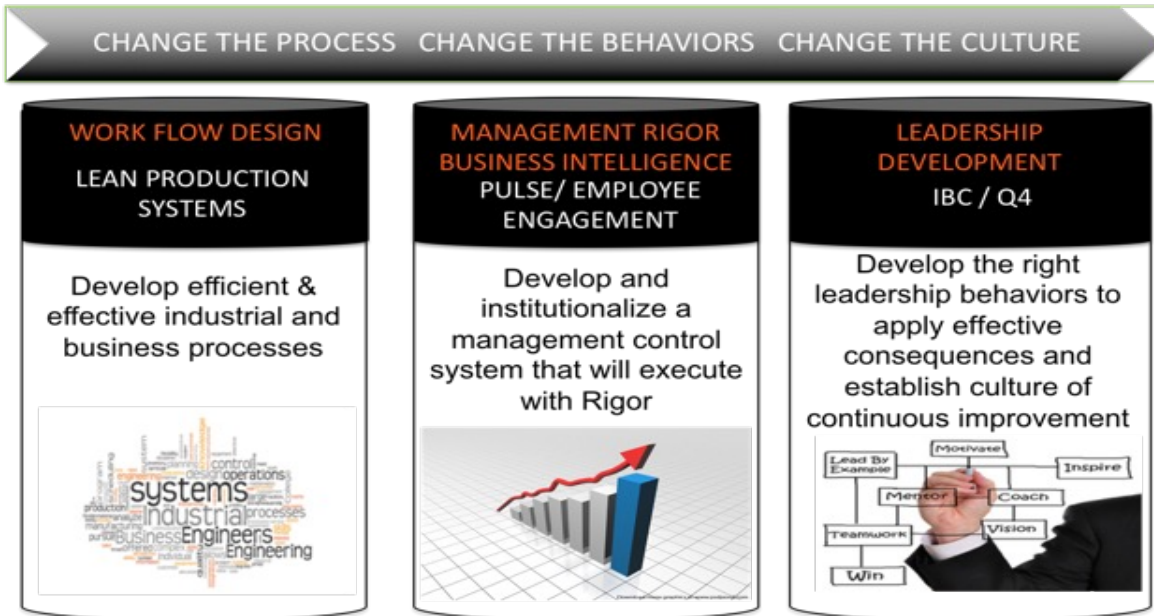 CHANGE THE PROCESS CHANGE THE BEHAVIORS CHANGE THE CULTURE
WORK FLOW DESIGN
LEAN PRODUCTION
SYSTEMS
Develop efficient &
effective industrial and
business processes
control
design operations
systems
industrial processes
production
manufacturing
Business Engineers
Engineering
MANAGEMENT RIGOR
BUSINESS INTELLIGENCE
PULSE/ EMPLOYEE
ENGAGEMENT
Develop and
institutionalize a
management control
system that will execute
with Rigor
LEADERSHIP
DEVELOPMENT
IBC / Q4
Develop the right
leadership behaviors to
apply effective
consequences and
establish culture of
continuous improvement
Motivate
Lead By
Example
Inspire
Mentor
Coach
Teamwork
Vision
Win